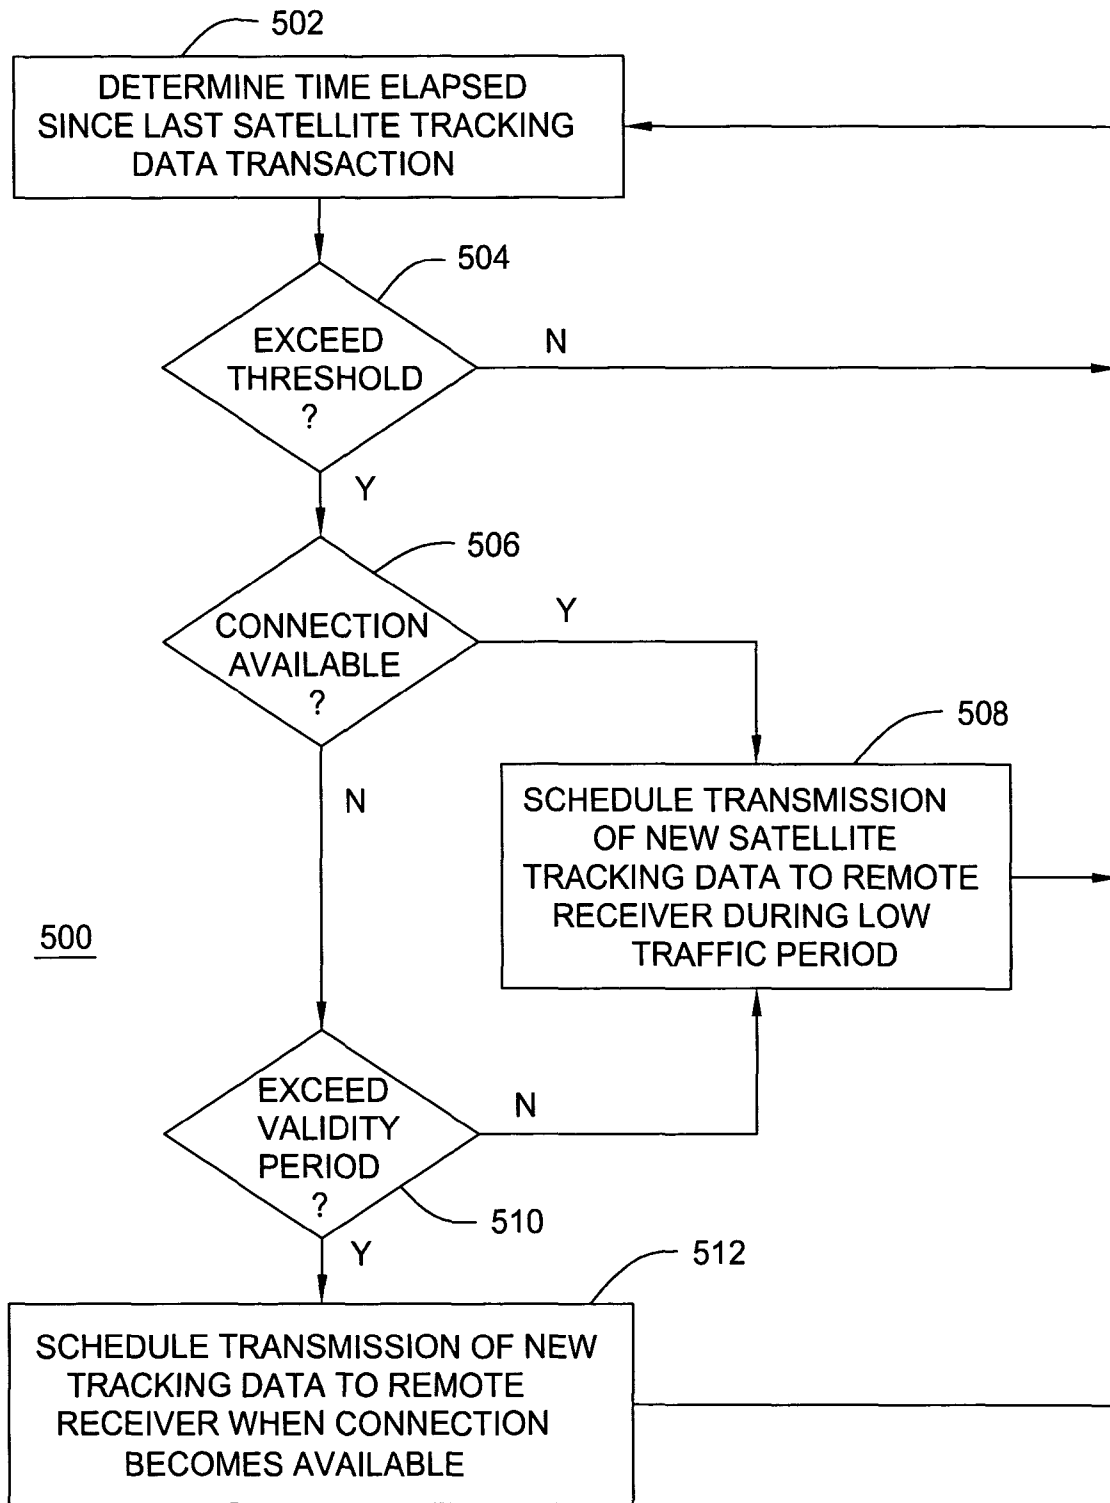 502
DETERMINE TIME ELAPSED
SINCE LAST SATELLITE TRACKING
DATA TRANSACTION
504
EXCEED
THRESHOLD
?
N
Y
506
CONNECTION
AVAILABLE
?
Y
N
508
SCHEDULE TRANSMISSION
OF NEW SATELLITE
TRACKING DATA TO REMOTE
RECEIVER DURING LOW
TRAFFIC PERIOD
500
EXCEED
VALIDITY
PERIOD
?
N
510
Y
512
SCHEDULE TRANSMISSION OF NEW
TRACKING DATA TO REMOTE
RECEIVER WHEN CONNECTION
BECOMES AVAILABLE